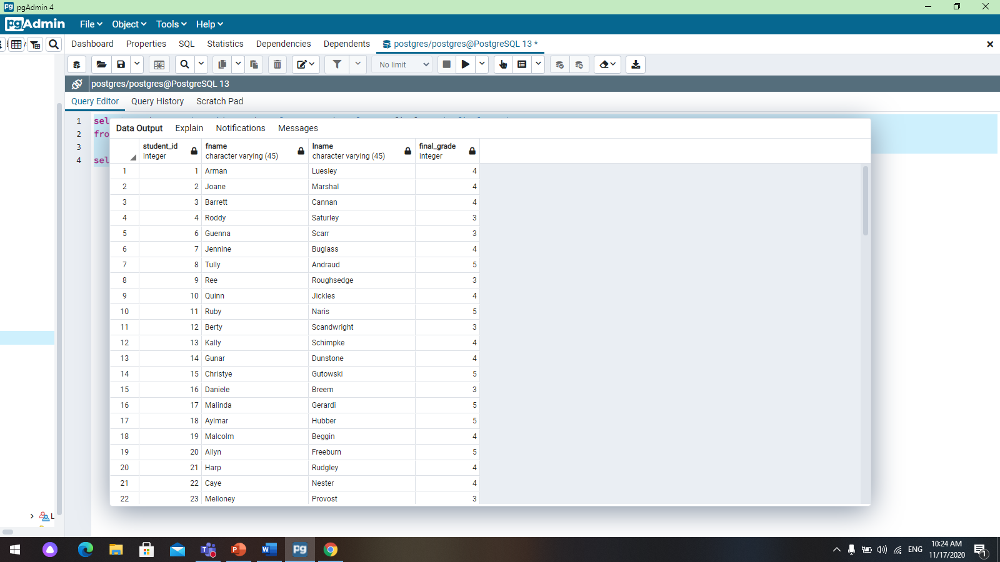 pgAdmin 4
pgAdmin File Object Tools Help
Dashboard Properties SQL Statistics Dependencies Dependents postgres/postgres@PostgreSQL 13 *
No limit
postgres/postgres@PostgreSQL 13
Query Editor Query History Scratch Pad
1 sel
2 fro
3
4 sel
Data Output Explain Notifications Messages
student_id fname lname final_grade
integer character varying (45) character varying (45) integer
1 1 Arman Luesley 4
2 2 Joane Marshal 4
3 3 Barrett Cannan 4
4 4 Roddy Saturley 3
5 6 Guenna Scarr 3
6 7 Jennine Buglass 4
7 8 Tully Andraud 5
8 9 Ree Roughsedge 3
9 10 Quinn Jickles 4
10 11 Ruby Naris 5
11 12 Berty Scandwright 3
12 13 Kally Schimpke 4
13 14 Gunar Dunstone 4
14 15 Christye Gutowski 5
15 16 Daniele Breem 3
16 17 Malinda Gerardi 5
17 18 Aylmar Hubber 5
18 19 Malcolm Beggin 4
19 20 Ailyn Freeburn 5
20 21 Harp Rudgley 4
21 22 Caye Nester 4
22 23 Melloney Provost 3
L
ENG
10:24 AM
11/17/2020
1